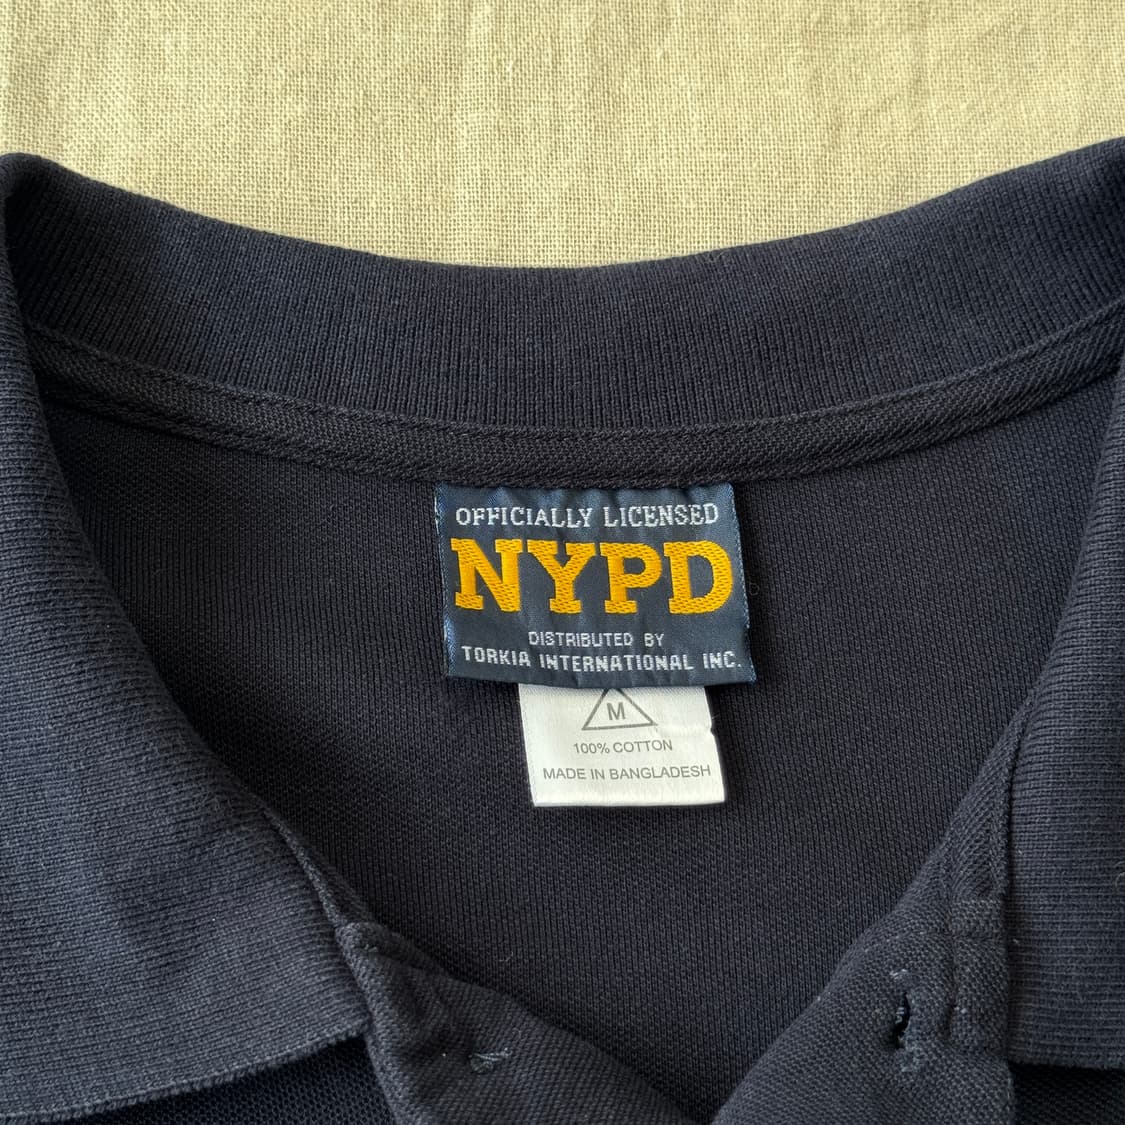 OFFICIALLY LICENSED
NYPD
DISTRIBUTED BY
TORKIA INTERNATIONAL INC.
M
100% COTTON
MADE IN BANGLADESH